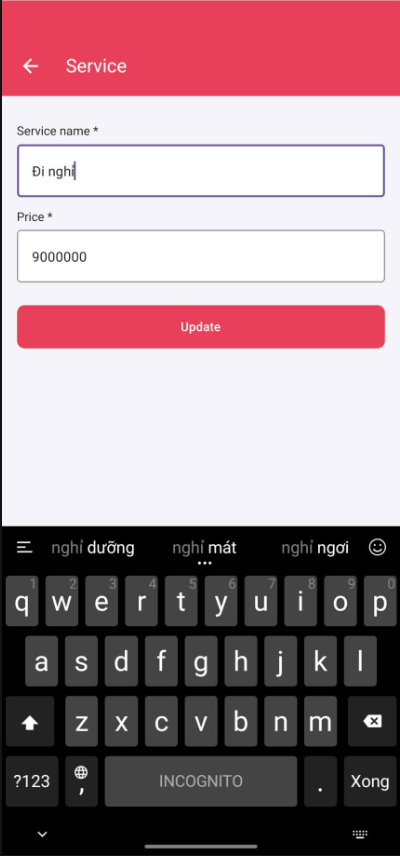 Service
Service name *
Đi nghỉ
Price *
9000000
Update
nghỉ dưỡng nghỉ mát nghỉ ngơi
1 2 3 4 5 6 7 8 9 0
q w e r t y u i o p
a s d f g h j k l
z x c v b n m
?123 , INCOGNITO . Xong